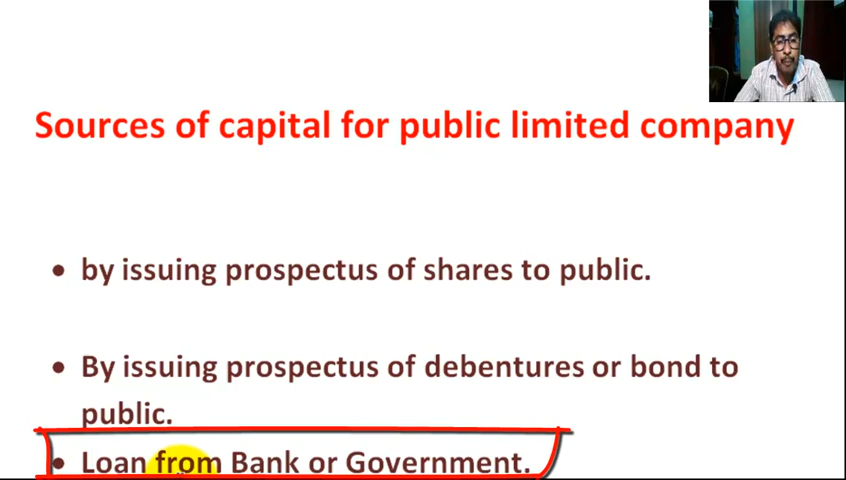 Sources of capital for public limited company
• by issuing prospectus of shares to public.
• By issuing prospectus of debentures or bond to
public.
• Loan from Bank or Government.